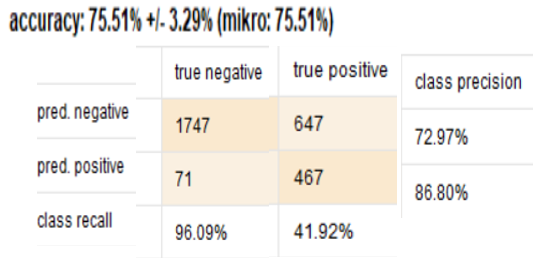 accuracy: 75.51% +/- 3.29% (mikro: 75.51%)
true negative true positive class precision
pred. negative 1747 647 72.97%
pred. positive 71 467 86.80%
class recall 96.09% 41.92%